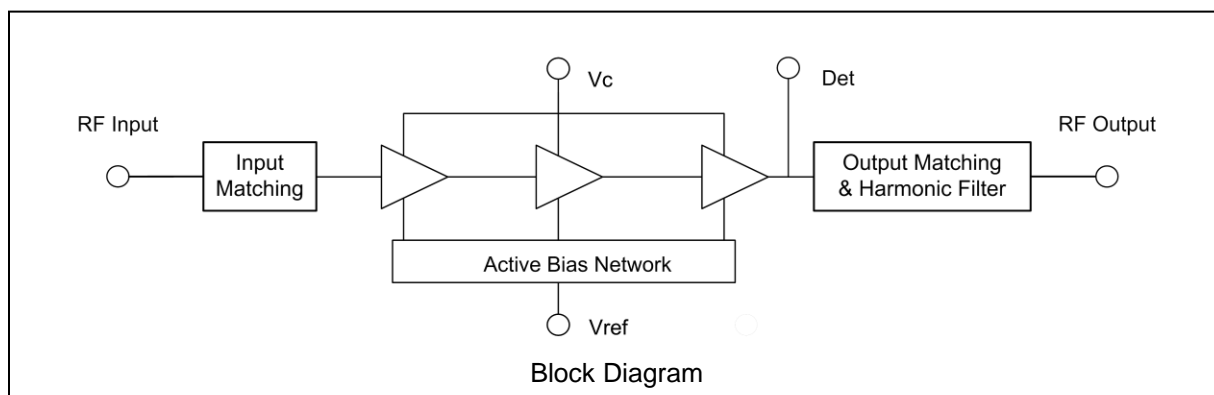 Vc
Det
RF Input
RF Output
Input
Matching
Output Matching
& Harmonic Filter
Active Bias Network
Vref
Block Diagram